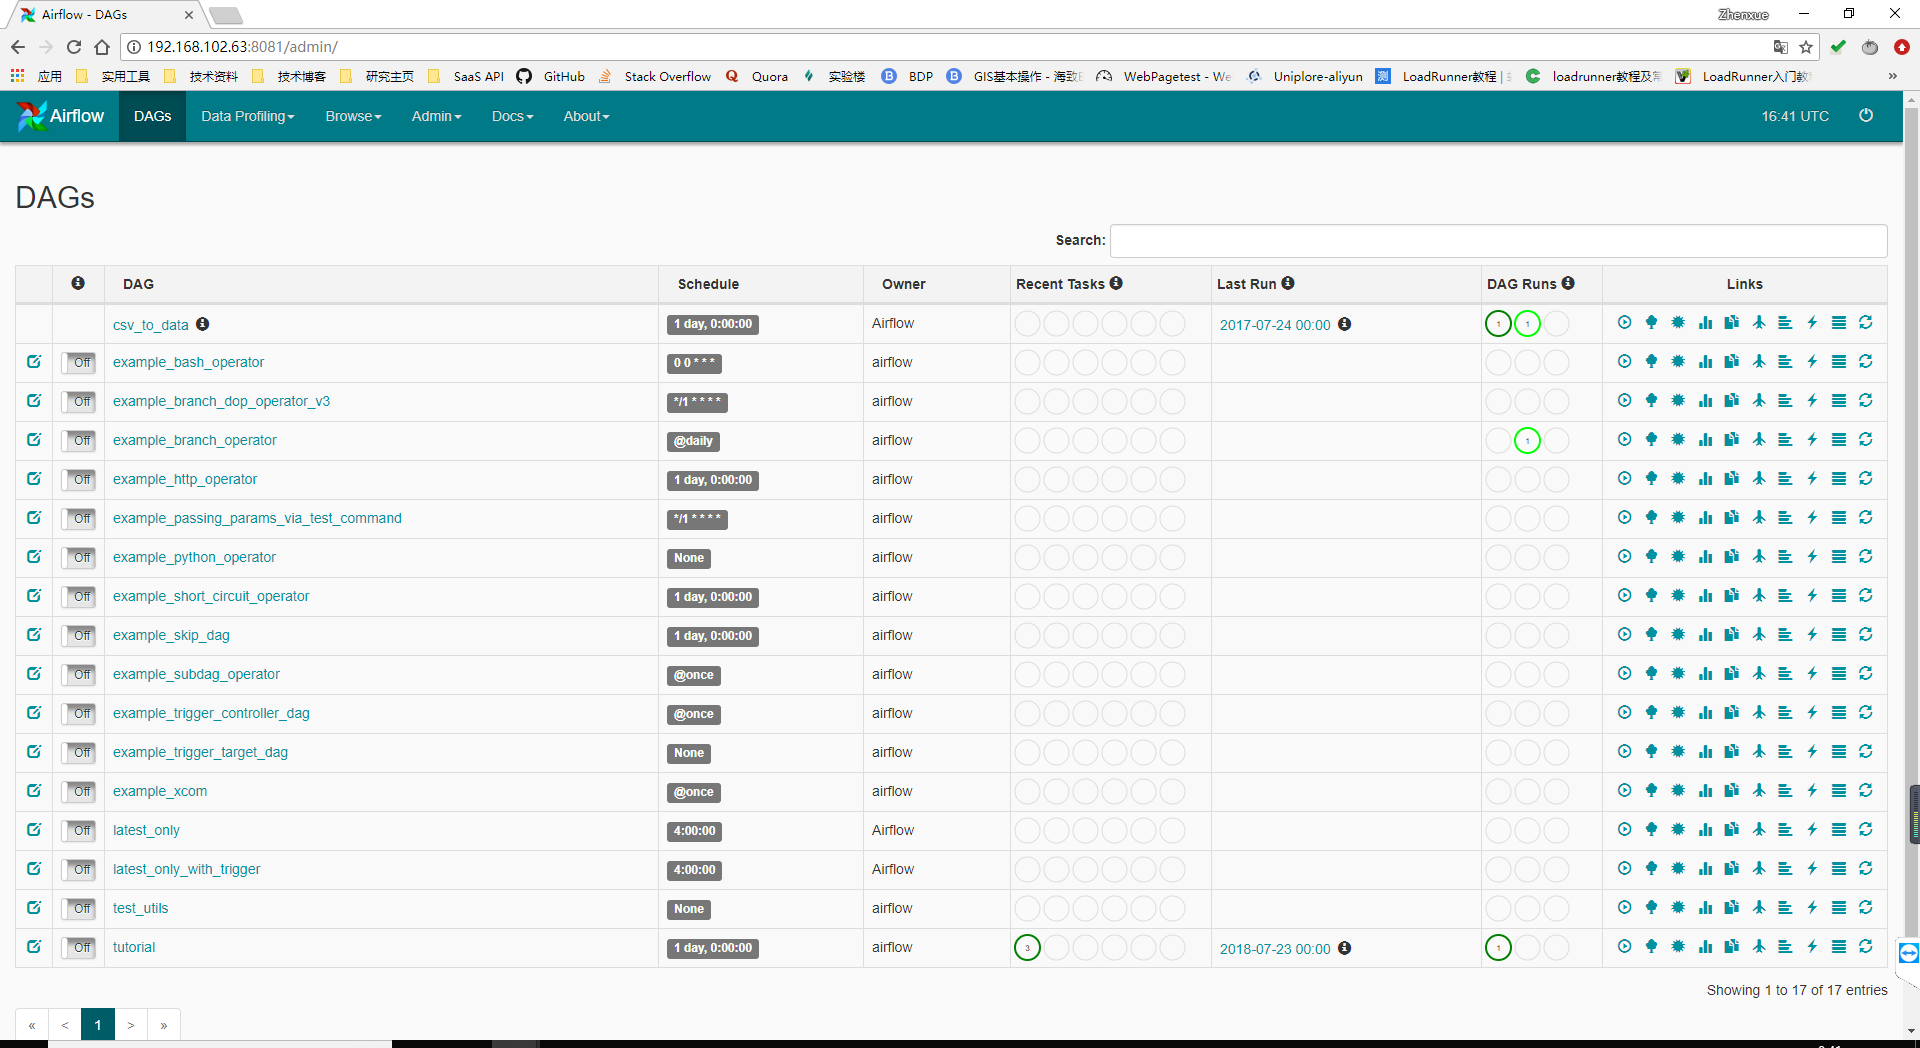 Airflow - DAGs
Zhenxue
192.168.102.63:8081/admin/
应用 实用工具 技术资料 技术博客 研究主页 SaaS API GitHub Stack Overflow Quora 实验楼 BDP GIS基本操作 - 海致 WebPagetest - We Uniplore-aliyun LoadRunner教程 | loadrunner教程及常 LoadRunner入门教
Airflow DAGs Data Profiling Browse Admin Docs About 16:41 UTC
DAGs
Search:
DAG Schedule Owner Recent Tasks Last Run DAG Runs Links
csv_to_data 1 day, 0:00:00 Airflow 2017-07-24 00:00 1 1
Off example_bash_operator 0 0 * * * airflow
Off example_branch_dop_operator_v3 */1 * * * * airflow
Off example_branch_operator @daily airflow 1
Off example_http_operator 1 day, 0:00:00 airflow
Off example_passing_params_via_test_command */1 * * * * airflow
Off example_python_operator None airflow
Off example_short_circuit_operator 1 day, 0:00:00 airflow
Off example_skip_dag 1 day, 0:00:00 airflow
Off example_subdag_operator @once airflow
Off example_trigger_controller_dag @once airflow
Off example_trigger_target_dag None airflow
Off example_xcom @once airflow
Off latest_only 4:00:00 Airflow
Off latest_only_with_trigger 4:00:00 Airflow
Off test_utils None airflow
Off tutorial 1 day, 0:00:00 airflow 3 2018-07-23 00:00 1
Showing 1 to 17 of 17 entries
« < 1 > »